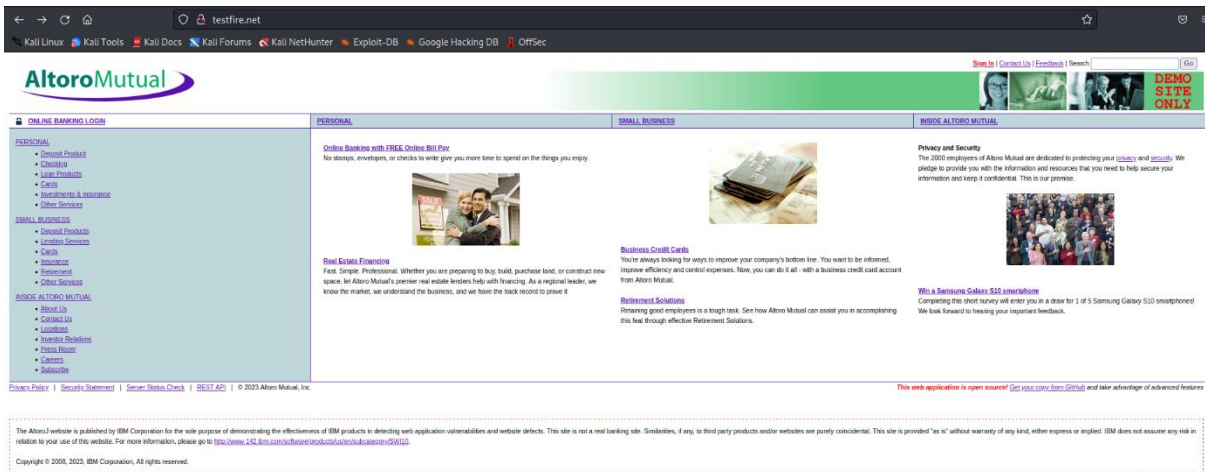 testfire.net
Kali Linux Kali Tools Kali Docs Kali Forums Kali NetHunter Exploit-DB Google Hacking DB OffSec
Sign In | Contact Us | Feedback | Search Go
AltoroMutual
DEMO
SITE
ONLY
ONLINE BANKING LOGIN PERSONAL SMALL BUSINESS INSIDE ALTORO MUTUAL
PERSONAL
Deposit Product
Checking
Loan Products
Cards
Investments & Insurance
Other Services
SMALL BUSINESS
Deposit Products
Lending Services
Cards
Insurance
Retirement
Other Services
INSIDE ALTORO MUTUAL
About Us
Contact Us
Locations
Investor Relations
Press Room
Careers
Subscribe
Online Banking with FREE Online Bill Pay
No stamps, envelopes, or checks to write give you more time to spend on the things you enjoy.
SOLD
Real Estate Financing
Fast. Simple. Professional. Whether you are preparing to buy, build, purchase land, or construct new
space, let Altoro Mutual's premier real estate lenders help with financing. As a regional leader, we
know the market, we understand the business, and we have the track record to prove it
Business Credit Cards
You're always looking for ways to improve your company's bottom line. You want to be informed,
improve efficiency and control expenses. Now, you can do it all - with a business credit card account
from Altoro Mutual.
Retirement Solutions
Retaining good employees is a tough task. See how Altoro Mutual can assist you in accomplishing
this feat through effective Retirement Solutions.
Privacy and Security
The 2000 employees of Altoro Mutual are dedicated to protecting your privacy and security. We
pledge to provide you with the information and resources that you need to help secure your
information and keep it confidential. This is our promise.
Win a Samsung Galaxy S10 smartphone
Completing this short survey will enter you in a draw for 1 of 5 Samsung Galaxy S10 smartphones!
We look forward to hearing your important feedback.
Privacy Policy | Security Statement | Server Status Check | REST API | © 2023 Altoro Mutual, Inc.
This web application is open source! Get your copy from GitHub and take advantage of advanced features
The AltoroJ website is published by IBM Corporation for the sole purpose of demonstrating the effectiveness of IBM products in detecting web application vulnerabilities and website defects. This site is not a real banking site. Similarities, if any, to third party products and/or websites are purely coincidental. This site is provided "as is" without warranty of any kind, either express or implied. IBM does not assume any risk in
relation to your use of this website. For more information, please go to http://www-142.ibm.com/software/products/us/en/subcategory/SWI10.
Copyright © 2008, 2023, IBM Corporation, All rights reserved.